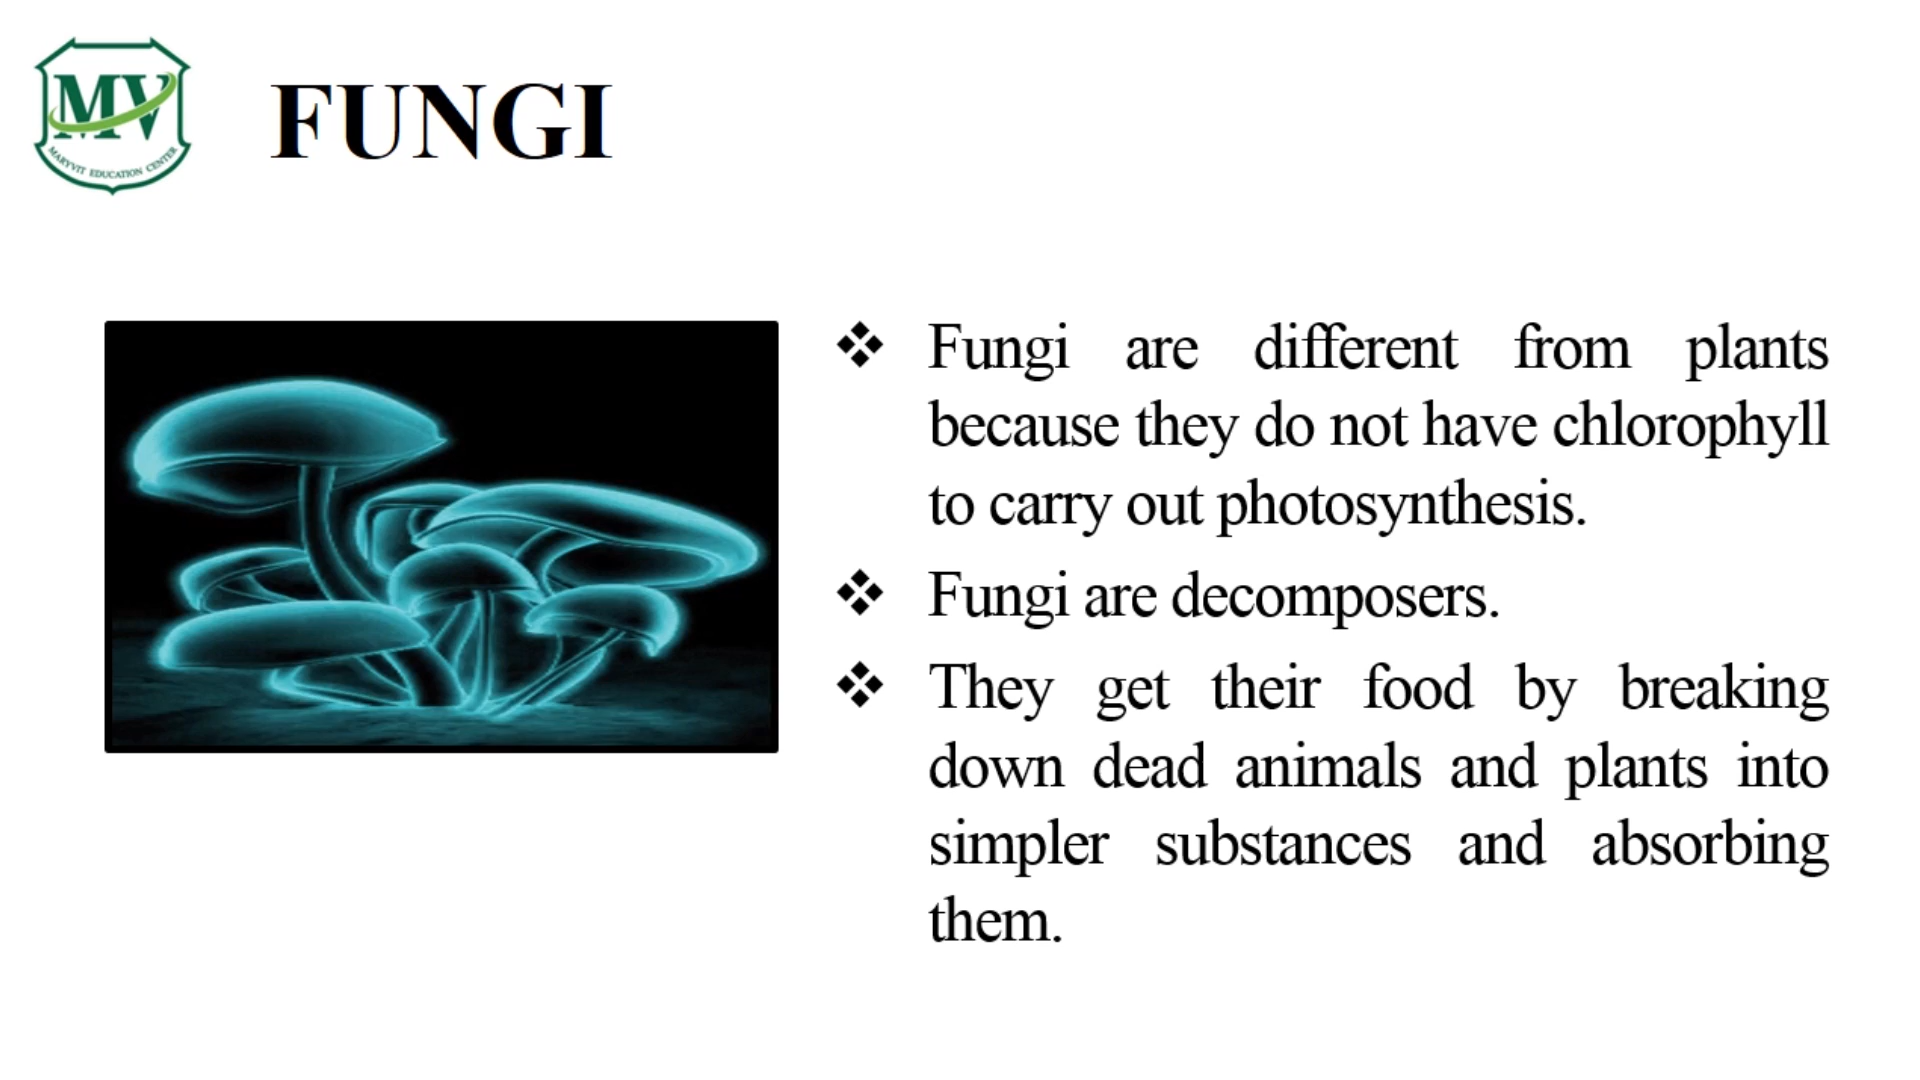 MV
MARYVIT EDUCATION CENTER
FUNGI
❖ Fungi are different from plants
because they do not have chlorophyll
to carry out photosynthesis.
❖ Fungi are decomposers.
❖ They get their food by breaking
down dead animals and plants into
simpler substances and absorbing
them.